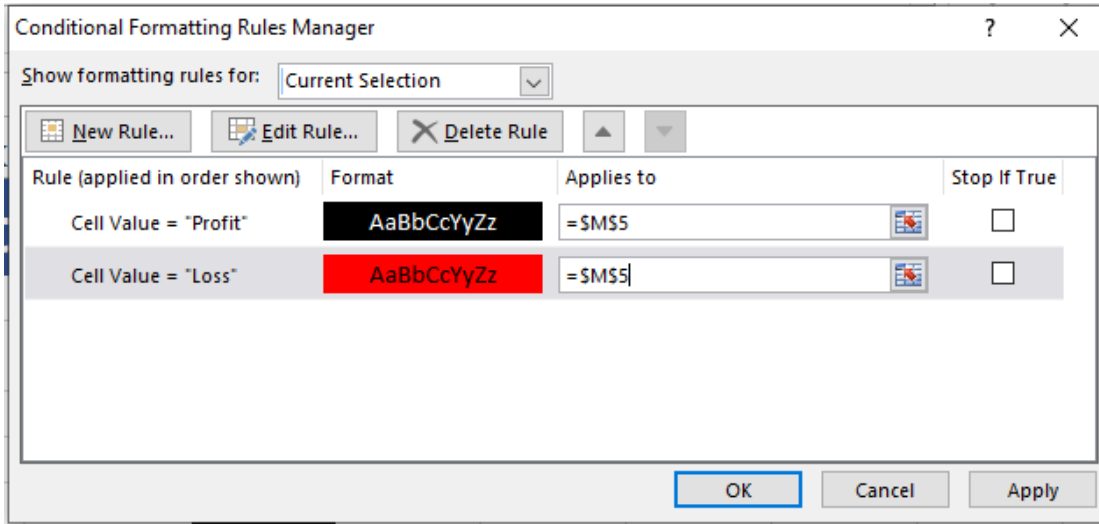 Conditional Formatting Rules Manager ? ×
Show formatting rules for: Current Selection
New Rule... Edit Rule... Delete Rule
Rule (applied in order shown) Format Applies to Stop If True
Cell Value = "Profit" AaBbCcYyZz =$M$5
Cell Value = "Loss" AaBbCcYyZz =$M$5
OK Cancel Apply